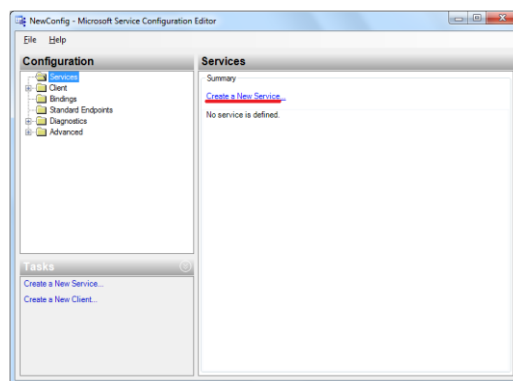 NewConfig - Microsoft Service Configuration Editor
File Help
Configuration
Services
Client
Bindings
Standard Endpoints
Diagnostics
Advanced
Services
Summary
Create a New Service...
No service is defined.
Tasks
Create a New Service...
Create a New Client...